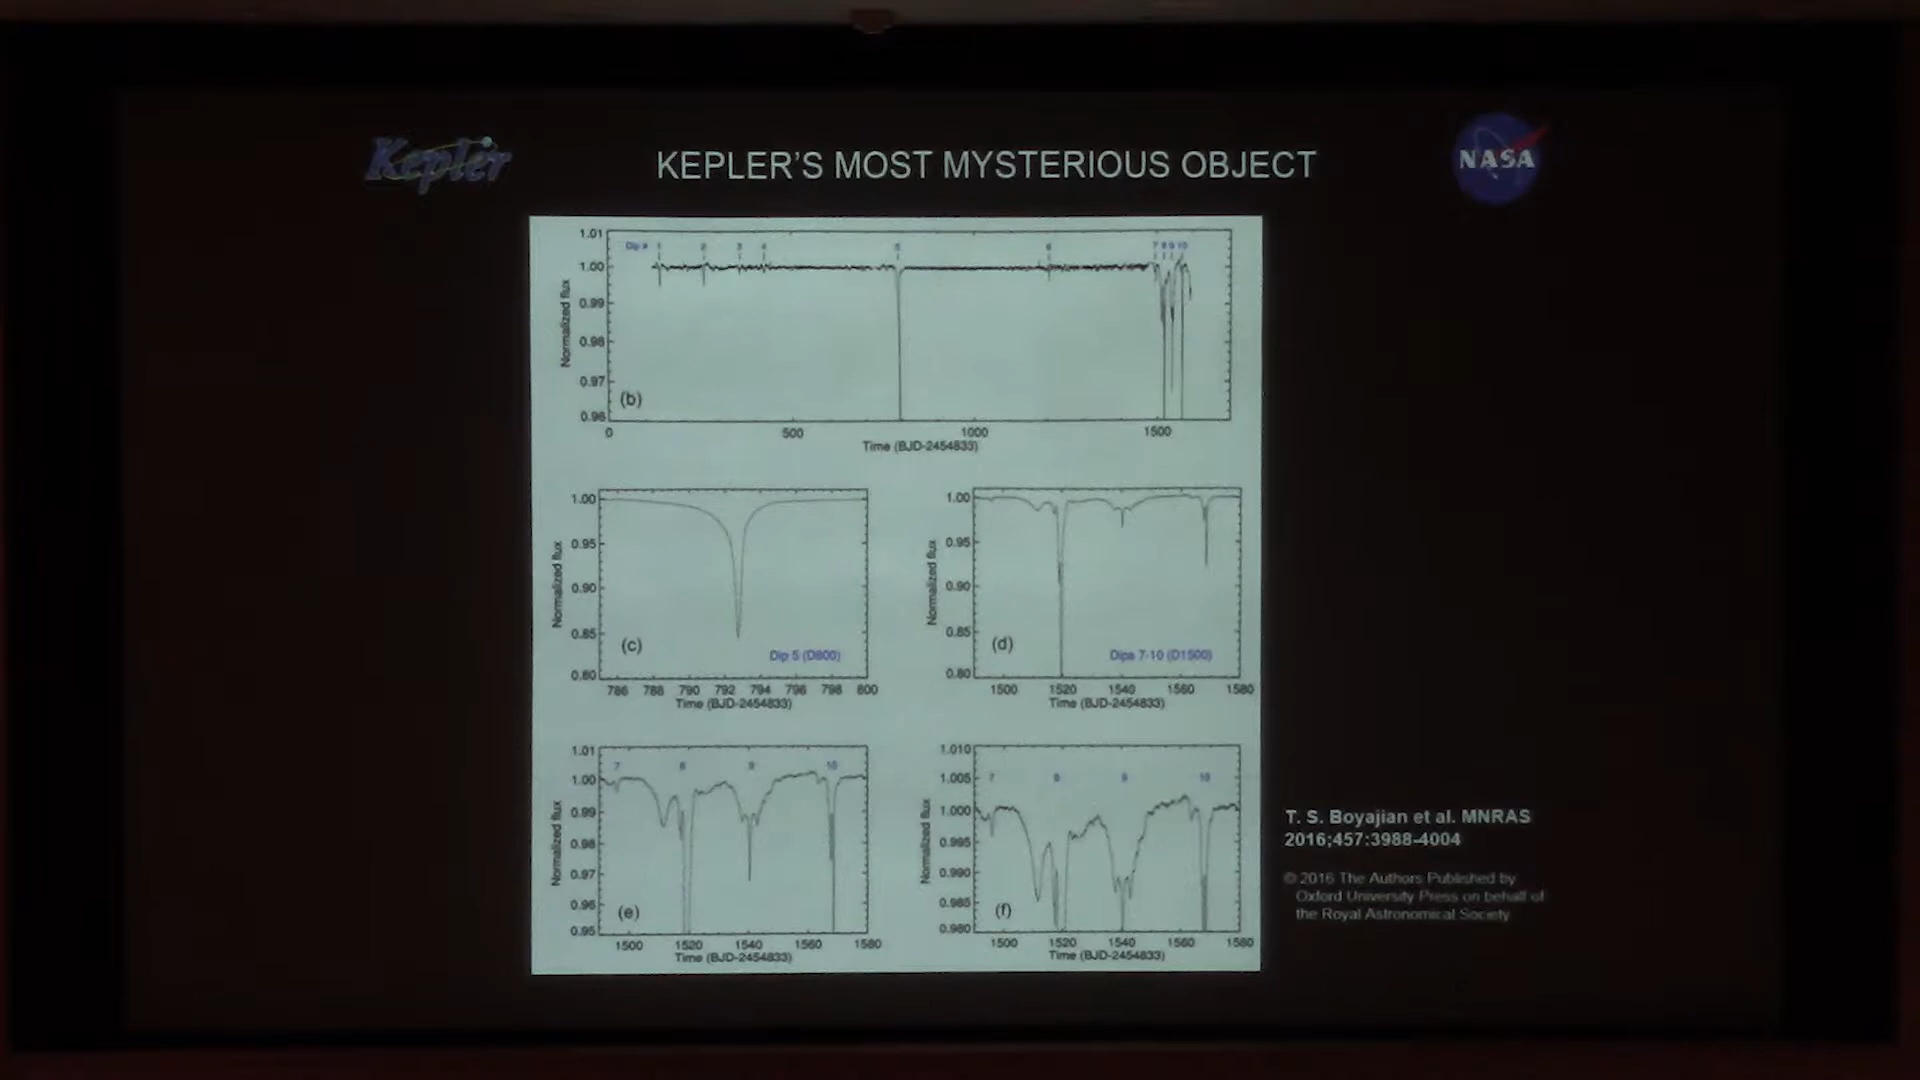 Kepler
KEPLER'S MOST MYSTERIOUS OBJECT
NASA
1.01
Dip # 1 2 3 4 5 6 7 8 9 10
1.00
0.99
0.98
0.97
0.96
Normalized flux
(b)
0 500 1000 1500
Time (BJD-2454833)
1.00
0.95
0.90
0.85
0.80
Normalized flux
(c)
Dip 5 (D800)
786 788 790 792 794 796 798 800
Time (BJD-2454833)
1.00
0.95
0.90
0.85
0.80
Normalized flux
(d)
Dips 7-10 (D1500)
1500 1520 1540 1560 1580
Time (BJD-2454833)
1.01
7 8 9 10
1.00
0.99
0.98
0.97
0.96
0.95
Normalized flux
(e)
1500 1520 1540 1560 1580
Time (BJD-2454833)
1.010
1.005
7 8 9 10
1.000
0.995
0.990
0.985
0.980
Normalized flux
(f)
1500 1520 1540 1560 1580
Time (BJD-2454833)
T. S. Boyajian et al. MNRAS
2016;457:3988-4004
© 2016 The Authors Published by
Oxford University Press on behalf of
the Royal Astronomical Society